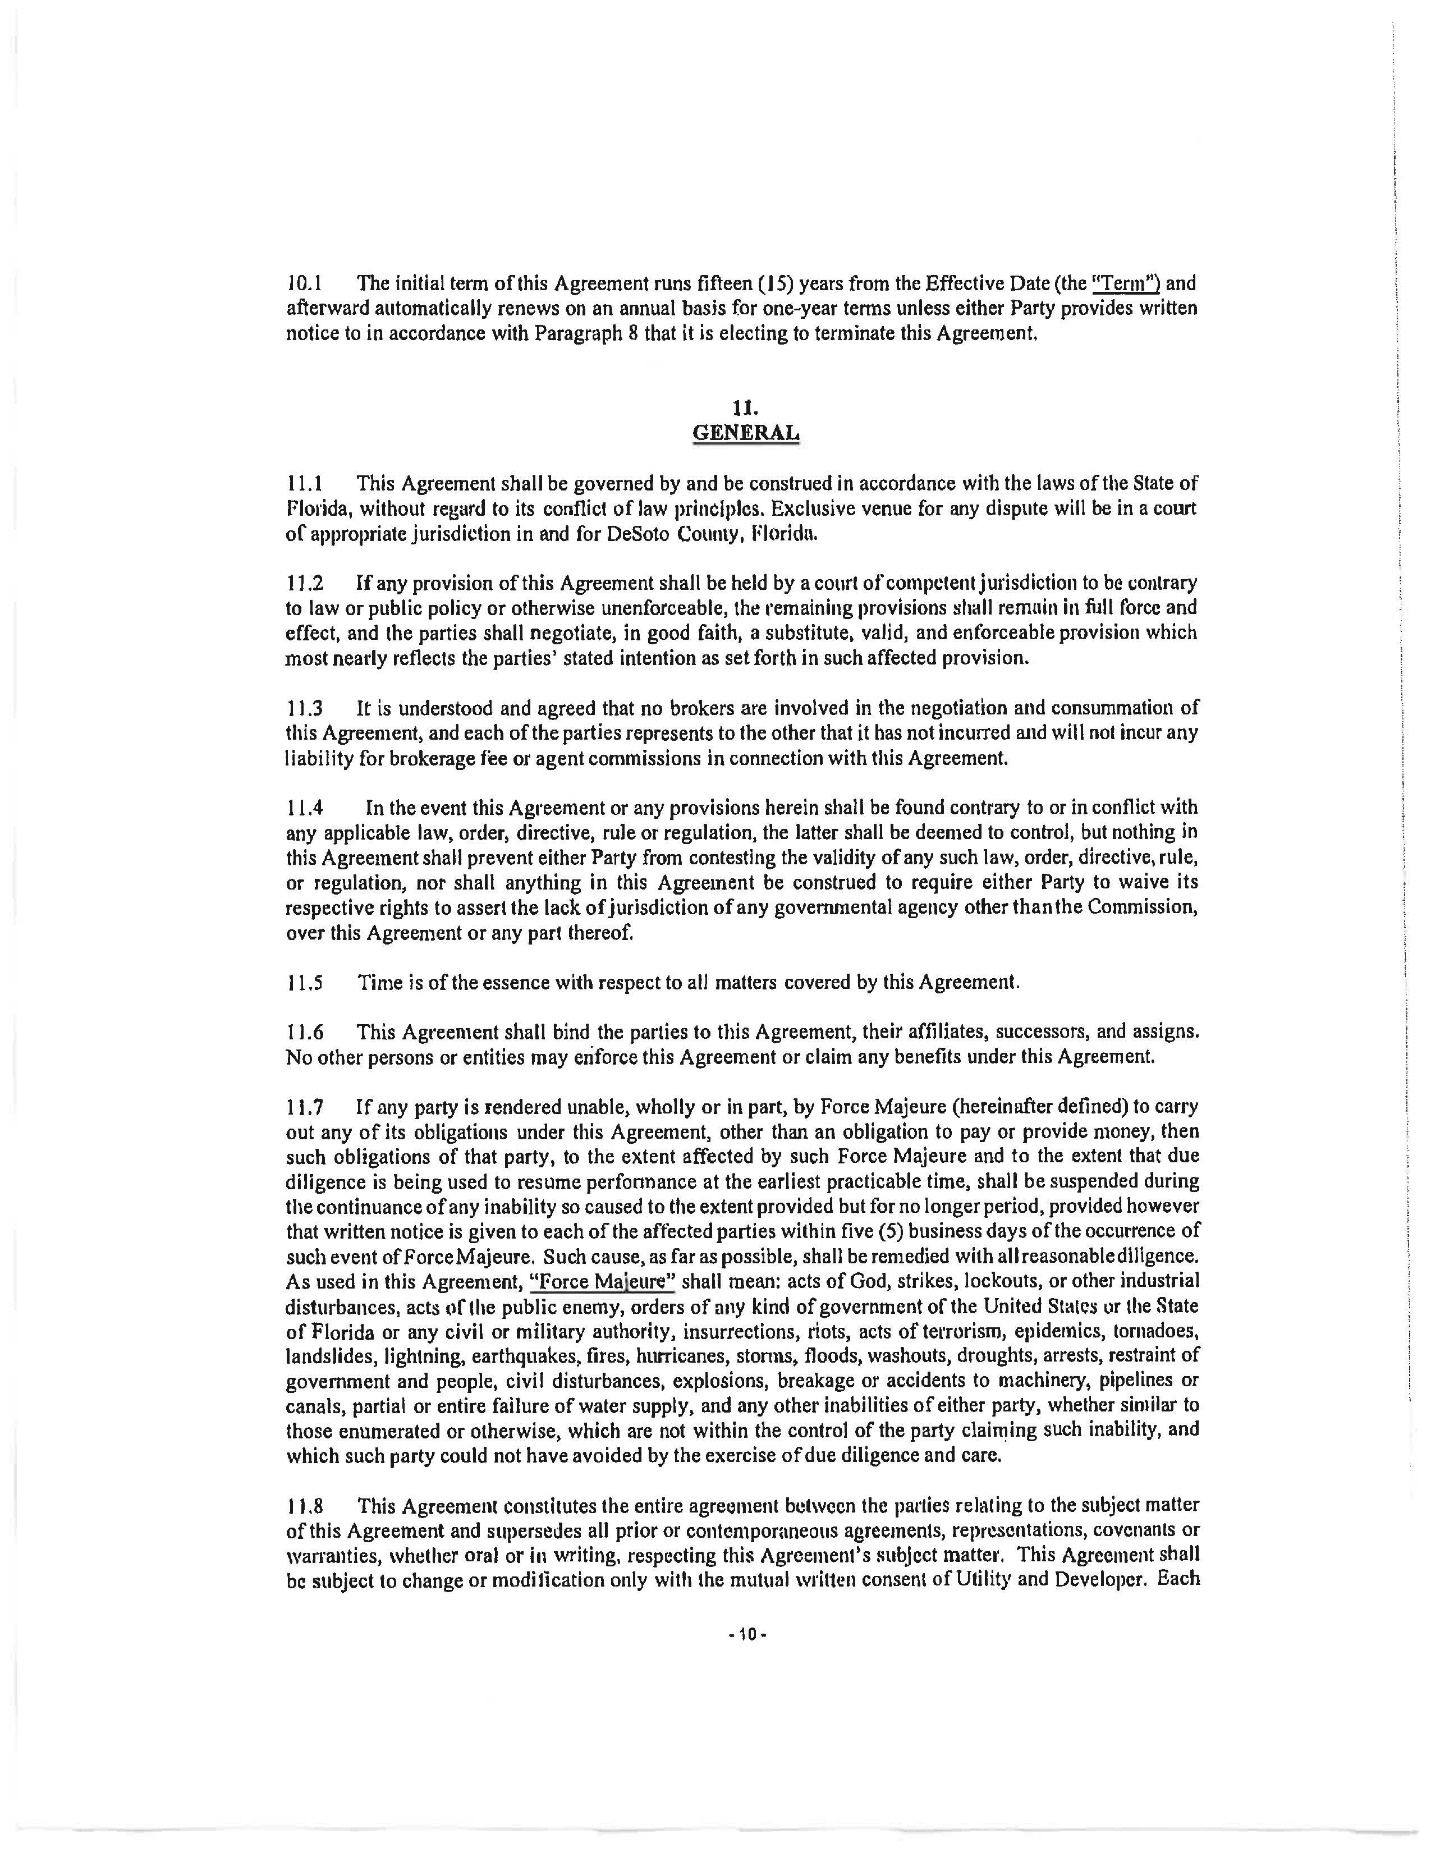 10.1 The initial term of this Agreement runs fifteen (15) years from the Effective Date (the "Term") and
afterward automatically renews on an annual basis for one-year terms unless either Party provides written
notice to in accordance with Paragraph 8 that it is electing to terminate this Agreement.
11.
GENERAL
11.1 This Agreement shall be governed by and be construed in accordance with the laws of the State of
Florida, without regard to its conflict of law principles. Exclusive venue for any dispute will be in a court
of appropriate jurisdiction in and for DeSoto County, Florida.
11.2 If any provision of this Agreement shall be held by a court of competent jurisdiction to be contrary
to law or public policy or otherwise unenforceable, the remaining provisions shall remain in full force and
effect, and the parties shall negotiate, in good faith, a substitute, valid, and enforceable provision which
most nearly reflects the parties' stated intention as set forth in such affected provision.
11.3 It is understood and agreed that no brokers are involved in the negotiation and consummation of
this Agreement, and each of the parties represents to the other that it has not incurred and will not incur any
liability for brokerage fee or agent commissions in connection with this Agreement.
11.4 In the event this Agreement or any provisions herein shall be found contrary to or in conflict with
any applicable law, order, directive, rule or regulation, the latter shall be deemed to control, but nothing in
this Agreement shall prevent either Party from contesting the validity of any such law, order, directive, rule,
or regulation, nor shall anything in this Agreement be construed to require either Party to waive its
respective rights to assert the lack of jurisdiction of any governmental agency other than the Commission,
over this Agreement or any part thereof.
11.5 Time is of the essence with respect to all matters covered by this Agreement.
11.6 This Agreement shall bind the parties to this Agreement, their affiliates, successors, and assigns.
No other persons or entities may enforce this Agreement or claim any benefits under this Agreement.
11.7 If any party is rendered unable, wholly or in part, by Force Majeure (hereinafter defined) to carry
out any of its obligations under this Agreement, other than an obligation to pay or provide money, then
such obligations of that party, to the extent affected by such Force Majeure and to the extent that due
diligence is being used to resume performance at the earliest practicable time, shall be suspended during
the continuance of any inability so caused to the extent provided but for no longer period, provided however
that written notice is given to each of the affected parties within five (5) business days of the occurrence of
such event of Force Majeure. Such cause, as far as possible, shall be remedied with all reasonable diligence.
As used in this Agreement, "Force Majeure" shall mean: acts of God, strikes, lockouts, or other industrial
disturbances, acts of the public enemy, orders of any kind of government of the United States or the State
of Florida or any civil or military authority, insurrections, riots, acts of terrorism, epidemics, tornadoes,
landslides, lightning, earthquakes, fires, hurricanes, storms, floods, washouts, droughts, arrests, restraint of
government and people, civil disturbances, explosions, breakage or accidents to machinery, pipelines or
canals, partial or entire failure of water supply, and any other inabilities of either party, whether similar to
those enumerated or otherwise, which are not within the control of the party claiming such inability, and
which such party could not have avoided by the exercise of due diligence and care.
11.8 This Agreement constitutes the entire agreement between the parties relating to the subject matter
of this Agreement and supersedes all prior or contemporaneous agreements, representations, covenants or
warranties, whether oral or in writing, respecting this Agreement's subject matter. This Agreement shall
be subject to change or modification only with the mutual written consent of Utility and Developer. Each
-10-